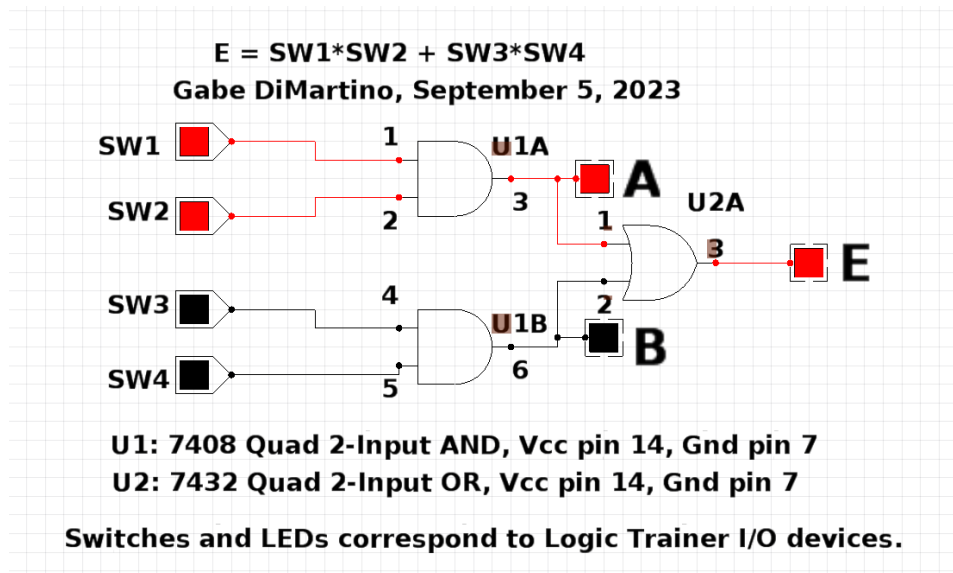 E = SW1*SW2 + SW3*SW4
Gabe DiMartino, September 5, 2023
SW1
1
U1A
SW2
2
3
A
U2A
1
3
E
SW3
4
2
U1B
B
SW4
5
6
U1: 7408 Quad 2-Input AND, Vcc pin 14, Gnd pin 7
U2: 7432 Quad 2-Input OR, Vcc pin 14, Gnd pin 7
Switches and LEDs correspond to Logic Trainer I/O devices.